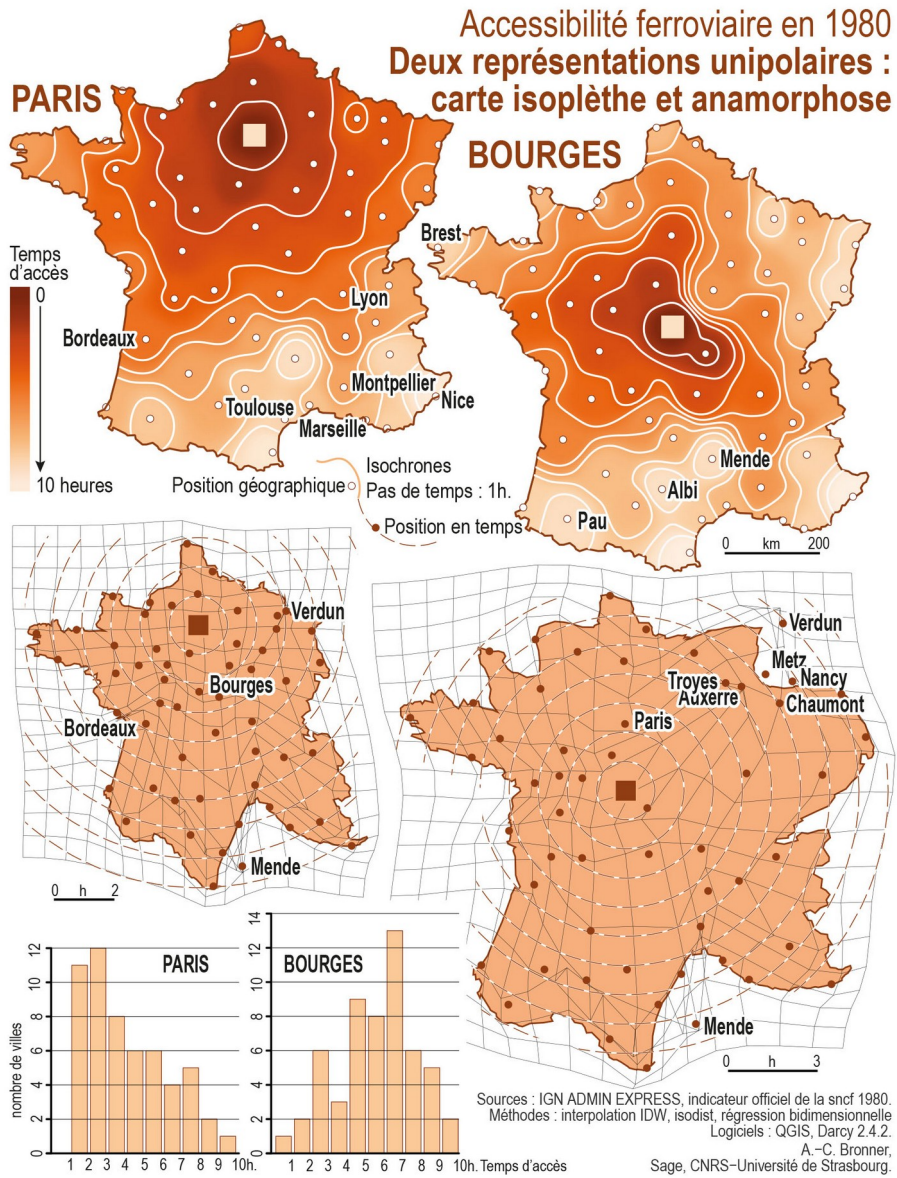 Accessibilité ferroviaire en 1980
Deux représentations unipolaires :
carte isoplèthe et anamorphose
PARIS
BOURGES
Temps
d'accès
0
10 heures
Lyon
Bordeaux
Montpellier
Toulouse
Nice
Marseille
Brest
Mende
Albi
Pau
Isochrones
Position géographique
Pas de temps : 1h.
Position en temps
0 km 200
Verdun
Bourges
Bordeaux
Mende
0 h 2
Verdun
Metz
Nancy
Troyes
Auxerre
Chaumont
Paris
Mende
0 h 3
PARIS
nombre de villes
0 2 4 6 8 10 12
1 2 3 4 5 6 7 8 9 10h.
BOURGES
0 2 4 6 8 10 12 14
1 2 3 4 5 6 7 8 9 10h. Temps d'accès
Sources : IGN ADMIN EXPRESS, indicateur officiel de la sncf 1980.
Méthodes : interpolation IDW, isodist, régression bidimensionnelle
Logiciels : QGIS, Darcy 2.4.2.
A.-C. Bronner,
Sage, CNRS-Université de Strasbourg.